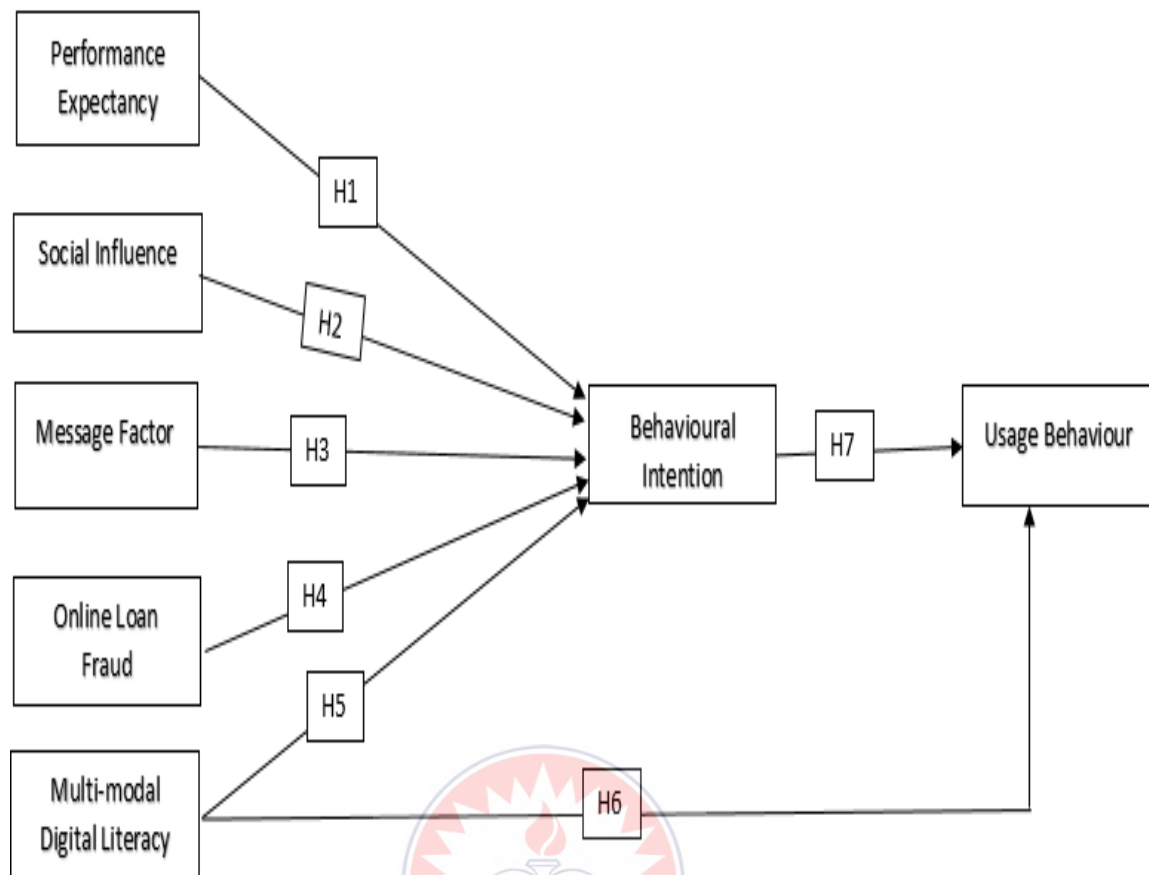 Performance
Expectancy
H1
Social Influence
H2
Message Factor
H3
Behavioural
Intention
H7
Usage Behaviour
Online Loan
Fraud
H4
H5
Multi-modal
Digital Literacy
H6